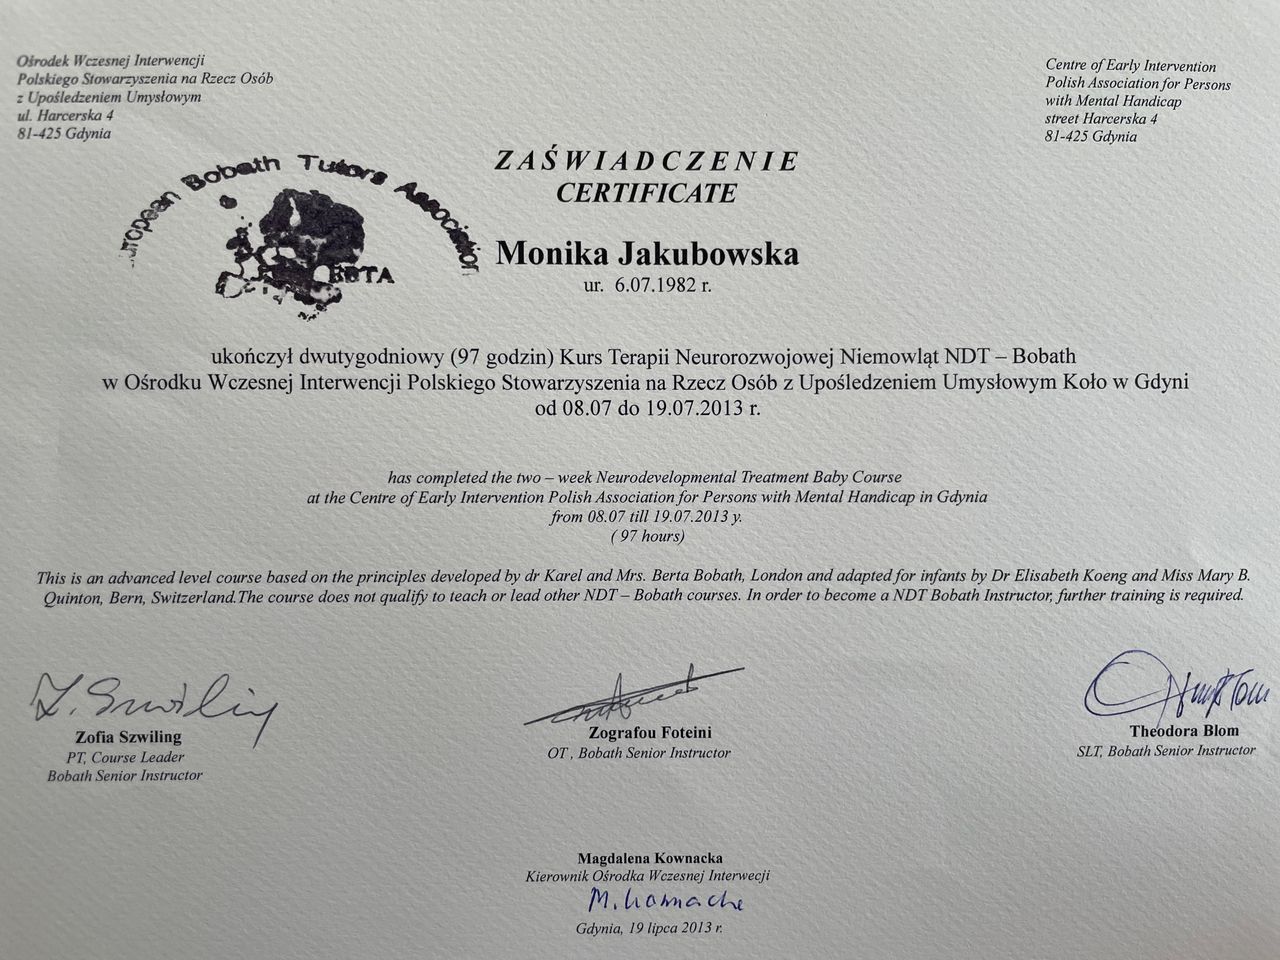 Ośrodek Wczesnej Interwencji
Polskiego Stowarzyszenia na Rzecz Osób
z Upośledzeniem Umysłowym
ul. Harcerska 4
81-425 Gdynia
Centre of Early Intervention
Polish Association for Persons
with Mental Handicap
street Harcerska 4
81-425 Gdynia
European Bobath Tutors Association
EBTA
ZAŚWIADCZENIE
CERTIFICATE
Monika Jakubowska
ur. 6.07.1982 r.
ukończył dwutygodniowy (97 godzin) Kurs Terapii Neurorozwojowej Niemowląt NDT – Bobath
w Ośrodku Wczesnej Interwencji Polskiego Stowarzyszenia na Rzecz Osób z Upośledzeniem Umysłowym Koło w Gdyni
od 08.07 do 19.07.2013 r.
has completed the two – week Neurodevelopmental Treatment Baby Course
at the Centre of Early Intervention Polish Association for Persons with Mental Handicap in Gdynia
from 08.07 till 19.07.2013 y.
( 97 hours)
This is an advanced level course based on the principles developed by dr Karel and Mrs. Berta Bobath, London and adapted for infants by Dr Elisabeth Koeng and Miss Mary B.
Quinton, Bern, Switzerland.The course does not qualify to teach or lead other NDT – Bobath courses. In order to become a NDT Bobath Instructor, further training is required.
Z. Szwiling
Zofia Szwiling
PT, Course Leader
Bobath Senior Instructor
Zografou Foteini
OT , Bobath Senior Instructor
Theodora Blom
SLT, Bobath Senior Instructor
Magdalena Kownacka
Kierownik Ośrodka Wczesnej Interwecji
M. Kownacka
Gdynia, 19 lipca 2013 r.